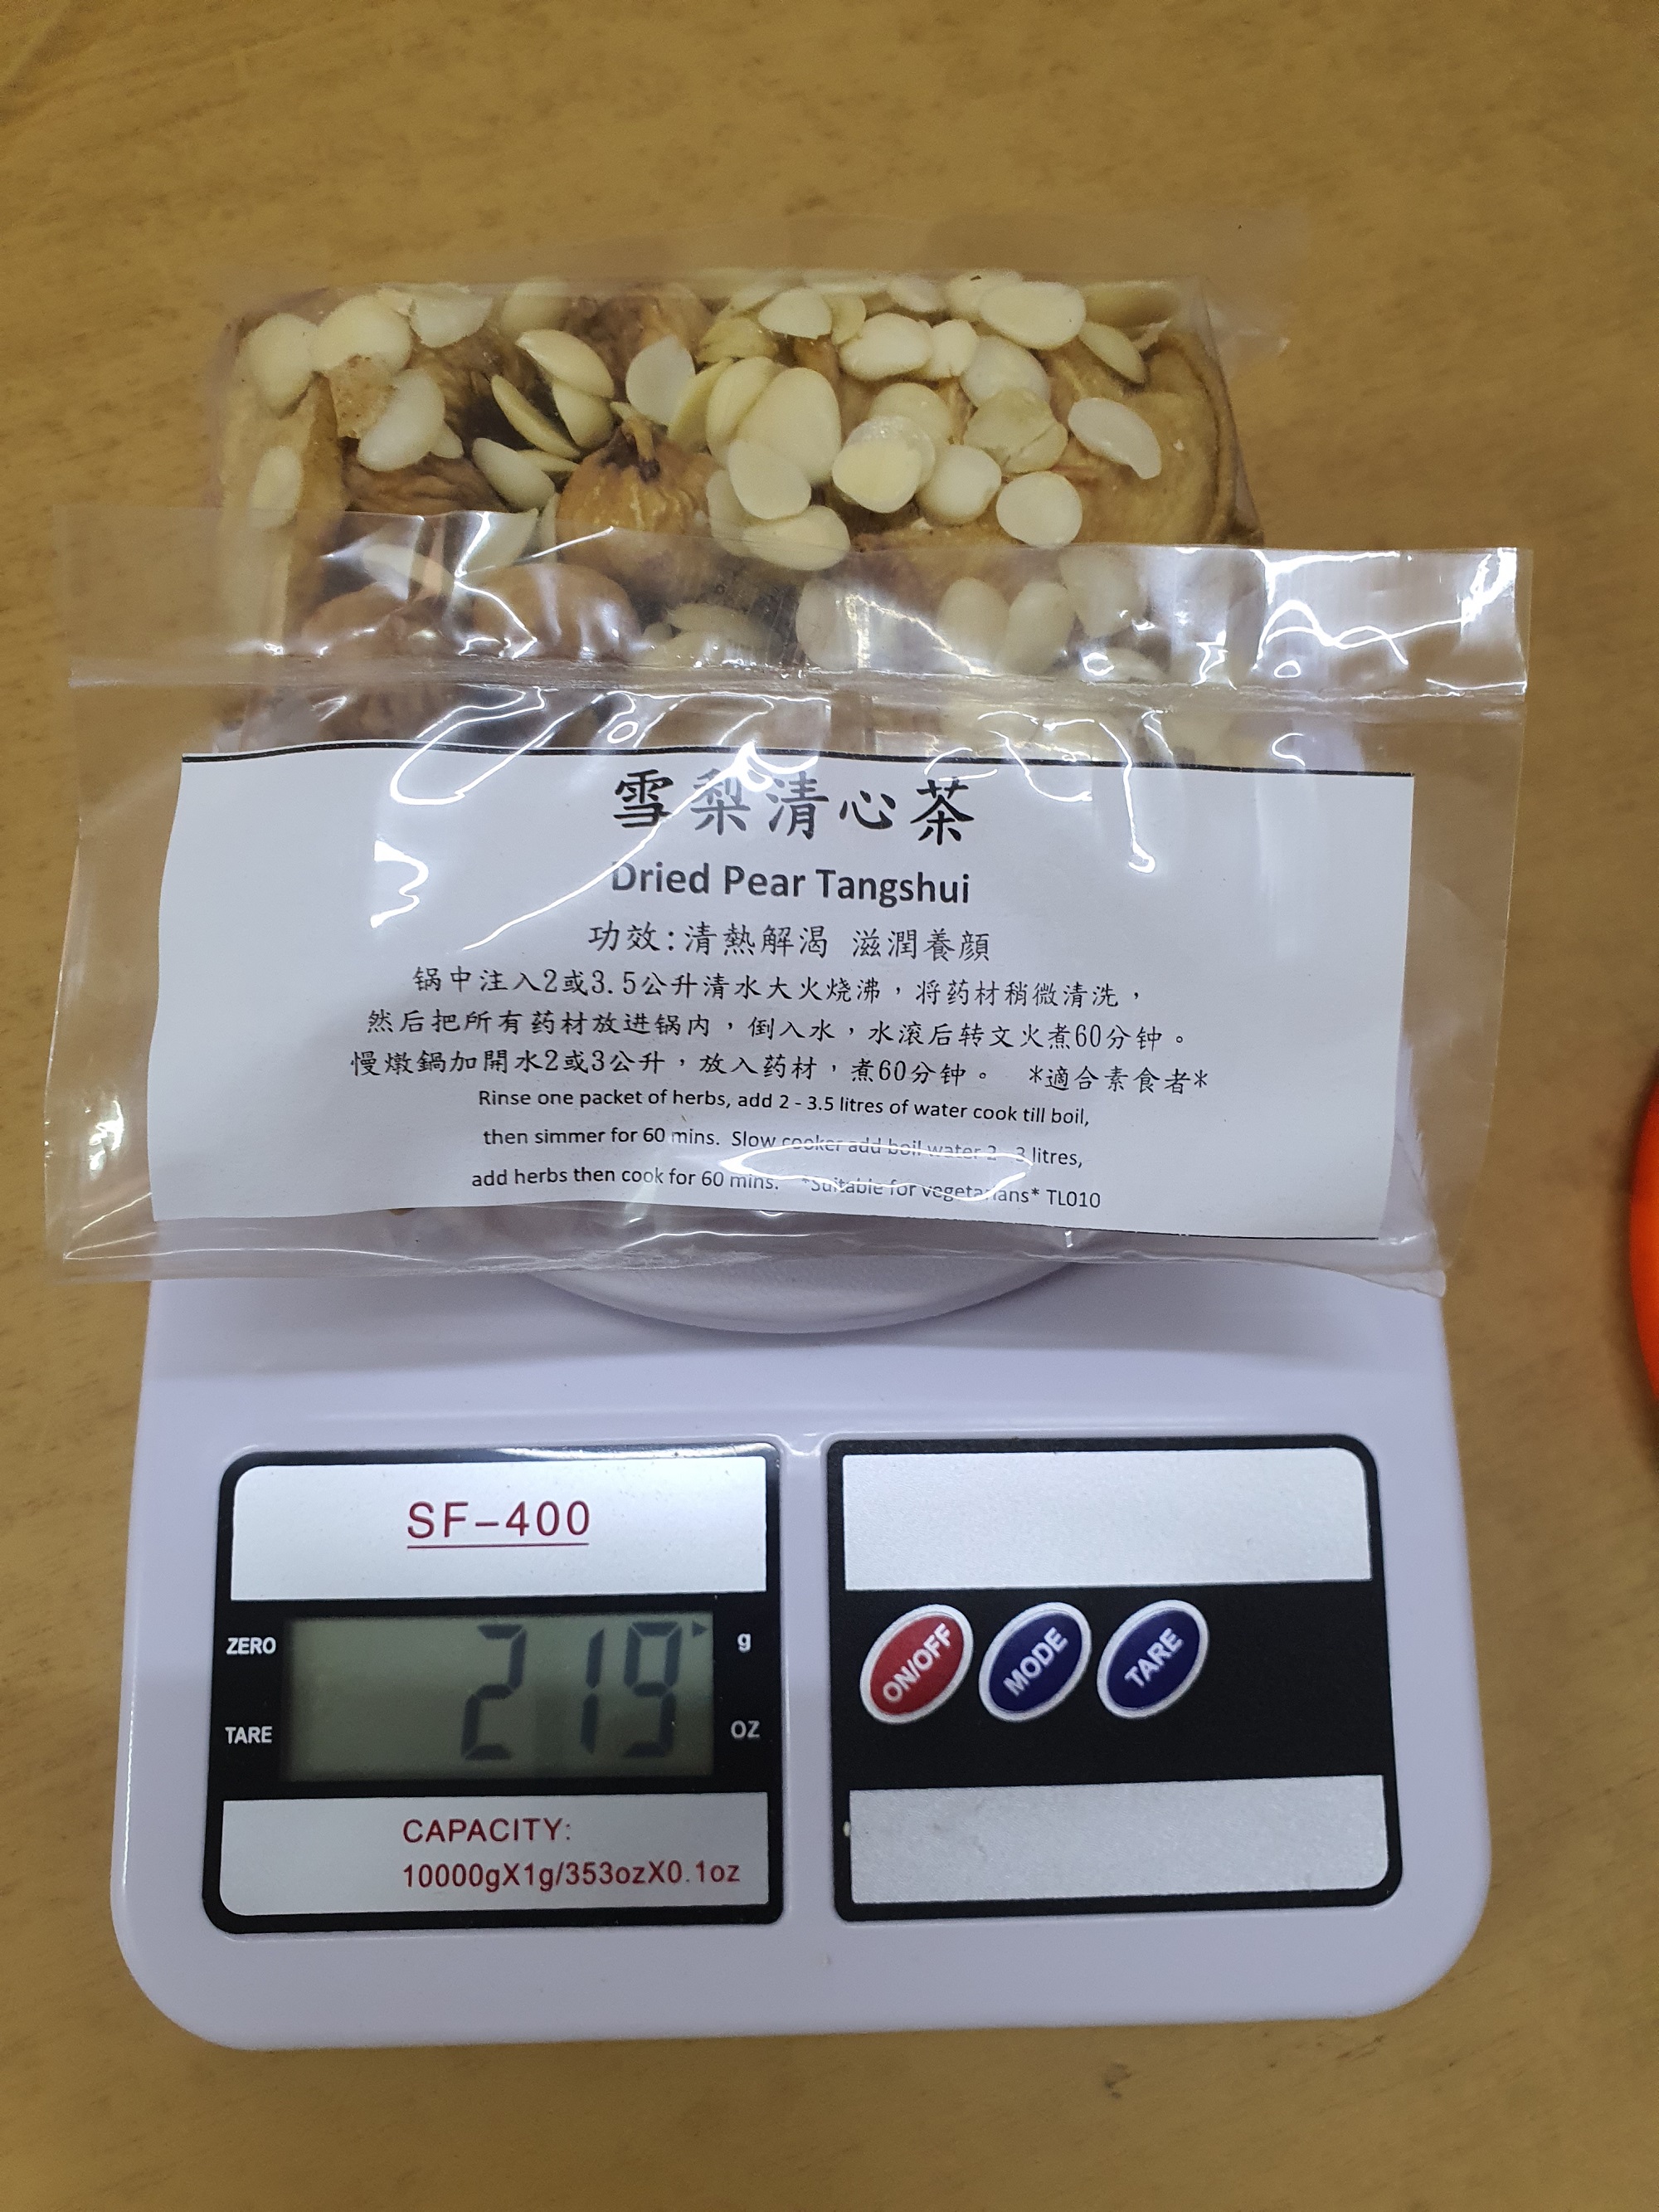 雪梨清心茶
Dried Pear Tangshui
功效:清熱解渴 滋潤養顔
锅中注入2或3.5公升清水大火烧沸，将药材稍微清洗，
然后把所有药材放进锅内，倒入水，水滚后转文火煮60分钟。
慢燉鍋加開水2或3公升，放入药材，煮60分钟。 *適合素食者*
Rinse one packet of herbs, add 2 - 3.5 litres of water cook till boil,
then simmer for 60 mins. Slow cooker add boil water 2 - 3 litres,
add herbs then cook for 60 mins. *Suitable for vegetarians* TL010
SF-400
ZERO
219
g
TARE
OZ
CAPACITY:
10000gX1g/353ozX0.1oz
ON/OFF
MODE
TARE